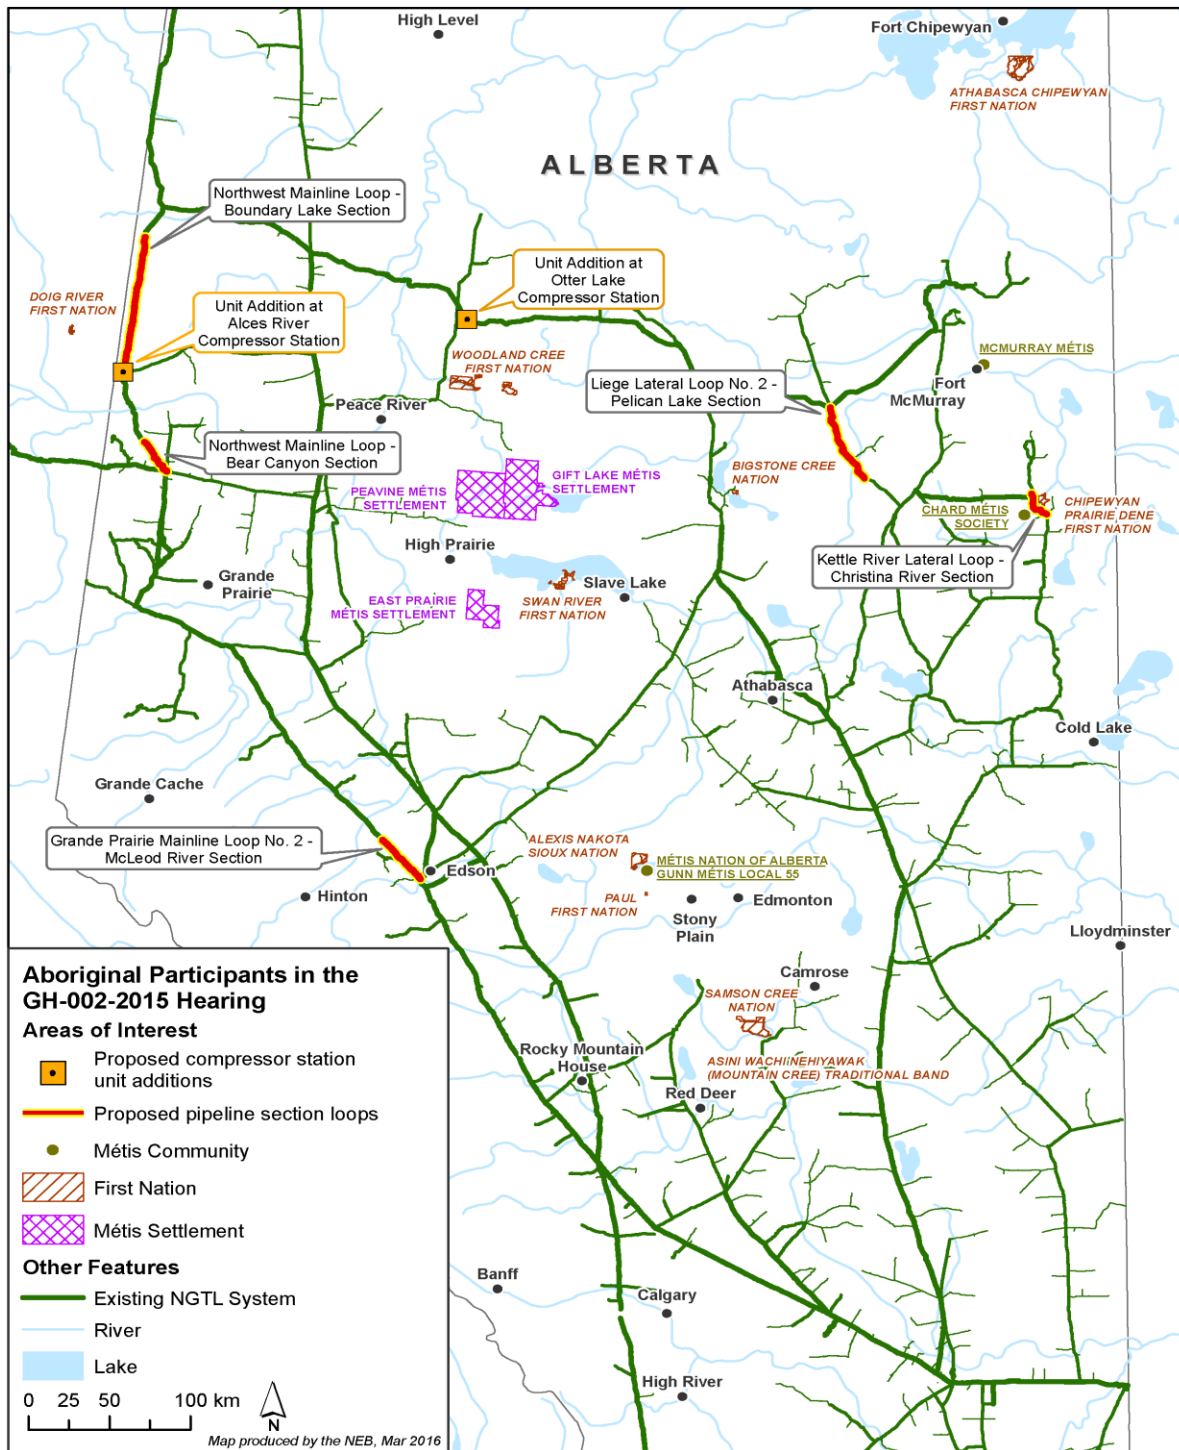 High Level
Fort Chipewyan
ATHABASCA CHIPEWYAN
FIRST NATION
ALBERTA
Northwest Mainline Loop -
Boundary Lake Section
Unit Addition at
Otter Lake
Compressor Station
DOIG RIVER
FIRST NATION
Unit Addition at
Alces River
Compressor Station
WOODLAND CREE
FIRST NATION
MCMURRAY MÉTIS
Fort
McMurray
Liege Lateral Loop No. 2 -
Pelican Lake Section
Peace River
Northwest Mainline Loop -
Bear Canyon Section
PEAVINE MÉTIS
SETTLEMENT
GIFT LAKE MÉTIS
SETTLEMENT
BIGSTONE CREE
NATION
CHARD MÉTIS
SOCIETY
CHIPEWYAN
PRAIRIE DENE
FIRST NATION
High Prairie
Kettle River Lateral Loop -
Christina River Section
Grande
Prairie
Slave Lake
EAST PRAIRIE
MÉTIS SETTLEMENT
SWAN RIVER
FIRST NATION
Athabasca
Cold Lake
Grande Cache
Grande Prairie Mainline Loop No. 2 -
McLeod River Section
ALEXIS NAKOTA
SIOUX NATION
MÉTIS NATION OF ALBERTA
GUNN MÉTIS LOCAL 55
Edson
Hinton
PAUL
FIRST NATION
Stony
Plain
Edmonton
Lloydminster
Camrose
SAMSON CREE
NATION
Rocky Mountain
House
ASINI WACHI NEHIYAWAK
(MOUNTAIN CREE) TRADITIONAL BAND
Red Deer
Banff
Calgary
High River
Aboriginal Participants in the
GH-002-2015 Hearing
Areas of Interest
Proposed compressor station
unit additions
Proposed pipeline section loops
Métis Community
First Nation
Métis Settlement
Other Features
Existing NGTL System
River
Lake
0 25 50 100 km
N
Map produced by the NEB, Mar 2016